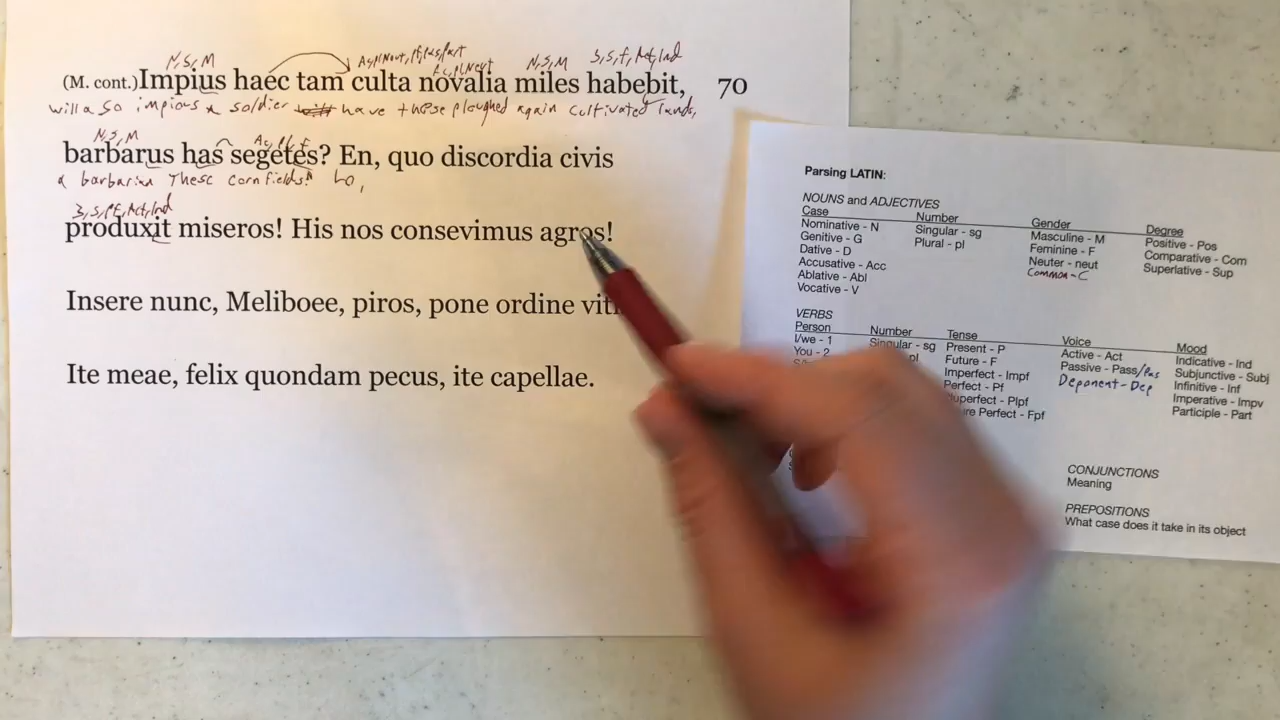 N, S, M
N, S, M 3, S, F, Act, Ind
(M. cont.)Impius haec tam culta novalia miles habebit, 70
will a so impious a soldier have these ploughed again cultivated lands,
N, S, M
barbarus has segetes? En, quo discordia civis
a barbarian These cornfields? Lo,
3, S, Pf, Act, Ind
produxit miseros! His nos consevimus agros!
Insere nunc, Meliboee, piros, pone ordine
Ite meae, felix quondam pecus, ite capellae.
Parsing LATIN:
NOUNS and ADJECTIVES
Case Number Gender Degree
Nominative - N Singular - sg Masculine - M Positive - Pos
Genitive - G Plural - pl Feminine - F Comparative - Com
Dative - D Neuter - neut Superlative - Sup
Accusative - Acc Common - C
Ablative - Abl
Vocative - V
VERBS
Person Number Tense Voice Mood
I/we - 1 Singular - sg Present - P Active - Act Indicative - Ind
You - 2 pl Future - F Passive - Pass/Pas Subjunctive - Subj
Imperfect - Impf Deponent - Dep Infinitive - Inf
Perfect - Pf Imperative - Impv
- Plpf Participle - Part
Perfect - Fpf
CONJUNCTIONS
Meaning
PREPOSITIONS
What case does it take in its object